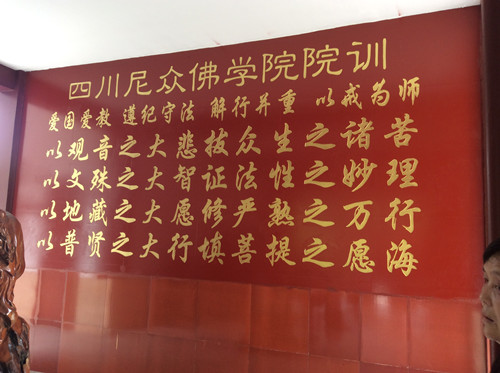 四川尼众佛学院院训
爱国爱教 遵纪守法 解行并重 以戒为师
以观音之大悲拔众生之诸苦
以文殊之大智证法性之妙理
以地藏之大愿修严熟之万行
以普贤之大行填菩提之愿海